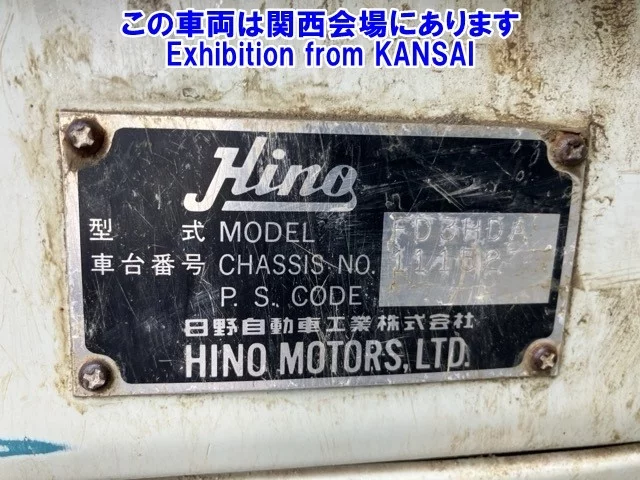 この車両は関西会場にあります
Exhibition from KANSAI
Hino
型 式 MODEL FD3HDA
車台番号 CHASSIS NO. 11152
P. S. CODE
日野自動車工業株式会社
HINO MOTORS, LTD.